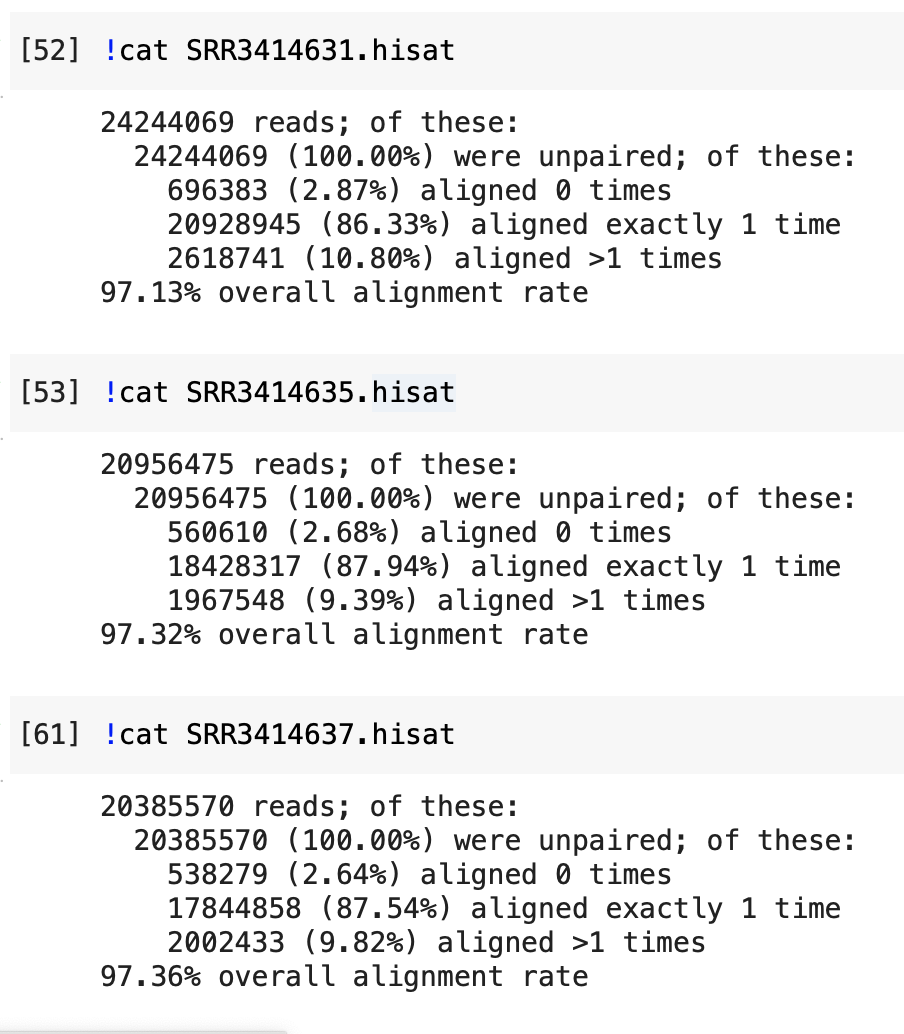 [52] !cat SRR3414631.hisat
24244069 reads; of these:
24244069 (100.00%) were unpaired; of these:
696383 (2.87%) aligned 0 times
20928945 (86.33%) aligned exactly 1 time
2618741 (10.80%) aligned >1 times
97.13% overall alignment rate
[53] !cat SRR3414635.hisat
20956475 reads; of these:
20956475 (100.00%) were unpaired; of these:
560610 (2.68%) aligned 0 times
18428317 (87.94%) aligned exactly 1 time
1967548 (9.39%) aligned >1 times
97.32% overall alignment rate
[61] !cat SRR3414637.hisat
20385570 reads; of these:
20385570 (100.00%) were unpaired; of these:
538279 (2.64%) aligned 0 times
17844858 (87.54%) aligned exactly 1 time
2002433 (9.82%) aligned >1 times
97.36% overall alignment rate